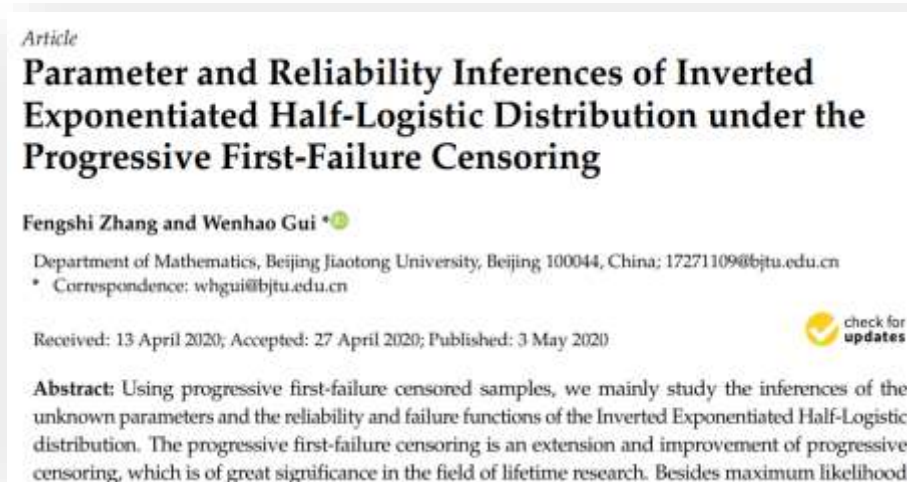 Article
Parameter and Reliability Inferences of Inverted
Exponentiated Half-Logistic Distribution under the
Progressive First-Failure Censoring
Fengshi Zhang and Wenhao Gui *
Department of Mathematics, Beijing Jiaotong University, Beijing 100044, China; 17271109@bjtu.edu.cn
* Correspondence: whgui@bjtu.edu.cn
Received: 13 April 2020; Accepted: 27 April 2020; Published: 3 May 2020
check for
updates
Abstract: Using progressive first-failure censored samples, we mainly study the inferences of the
unknown parameters and the reliability and failure functions of the Inverted Exponentiated Half-Logistic
distribution. The progressive first-failure censoring is an extension and improvement of progressive
censoring, which is of great significance in the field of lifetime research. Besides maximum likelihood